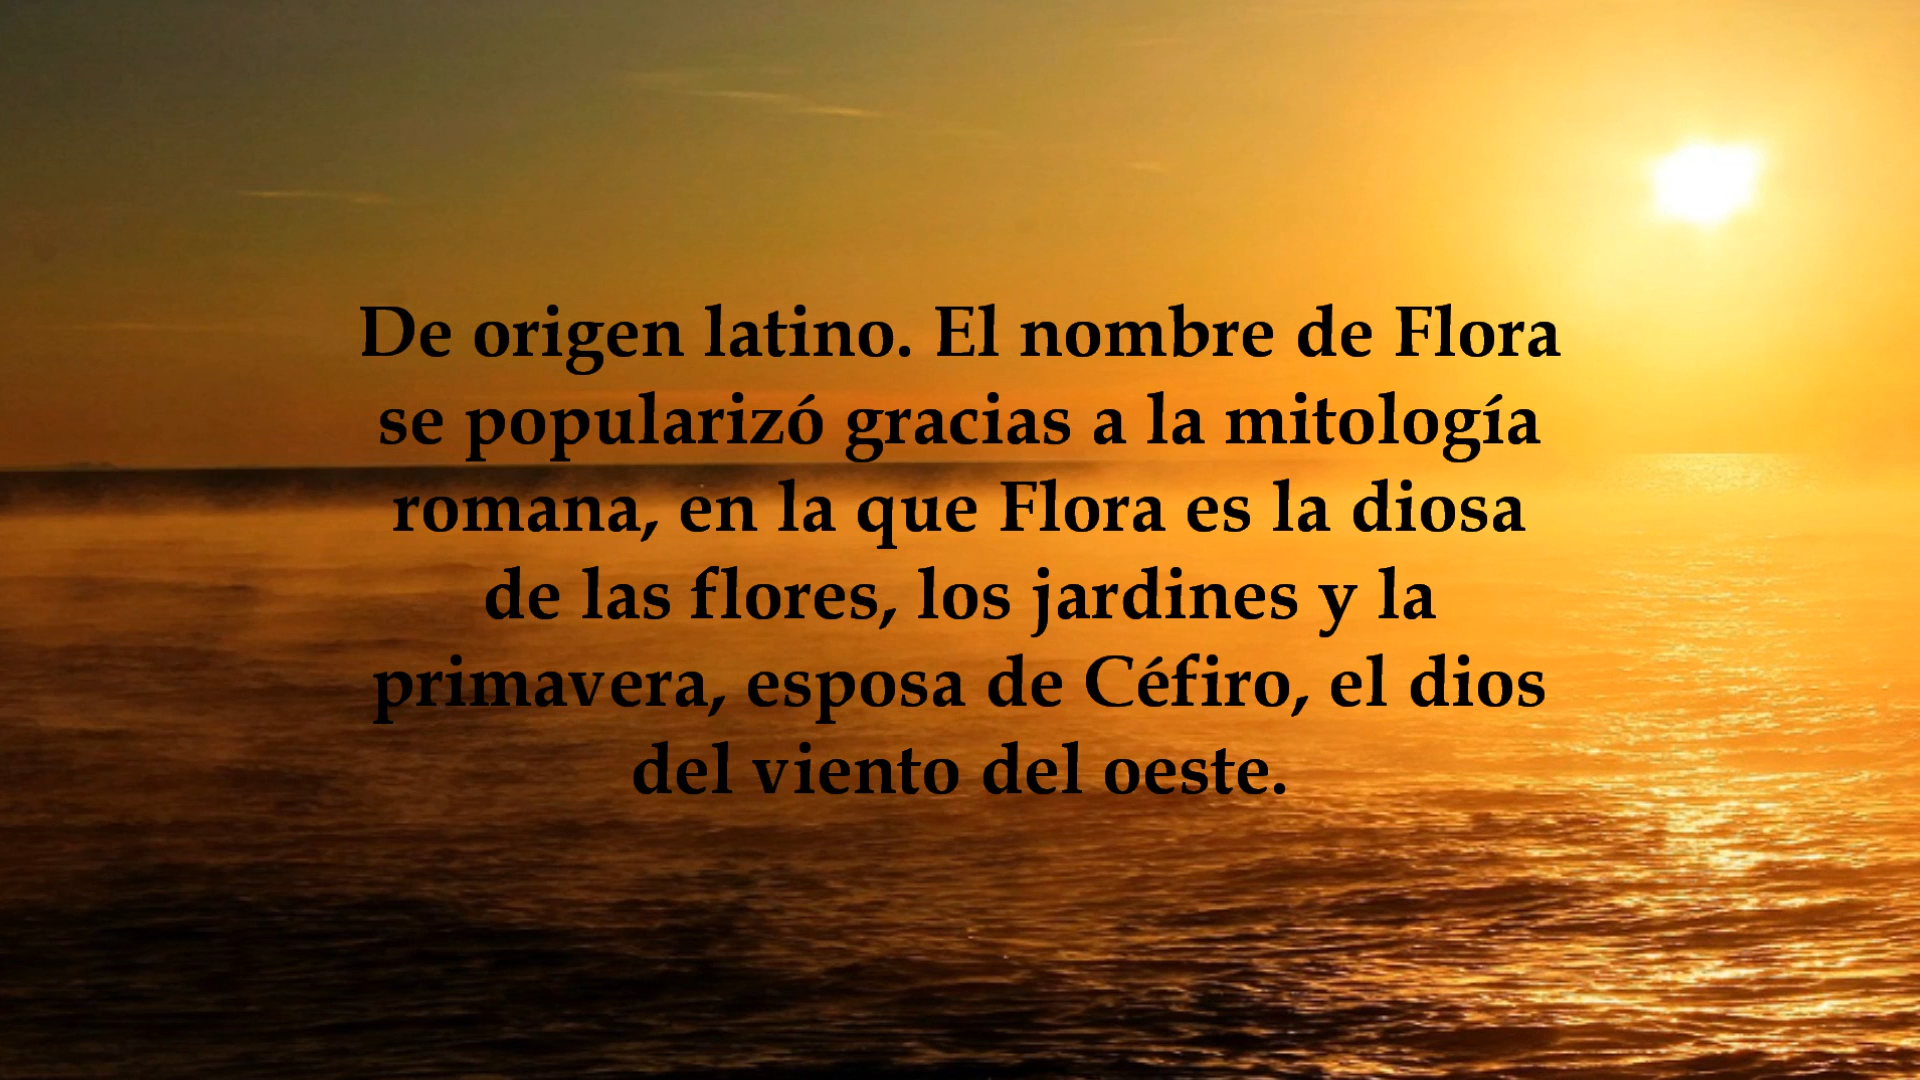 De origen latino. El nombre de Flora
se popularizó gracias a la mitología
romana, en la que Flora es la diosa
de las flores, los jardines y la
primavera, esposa de Céfiro, el dios
del viento del oeste.